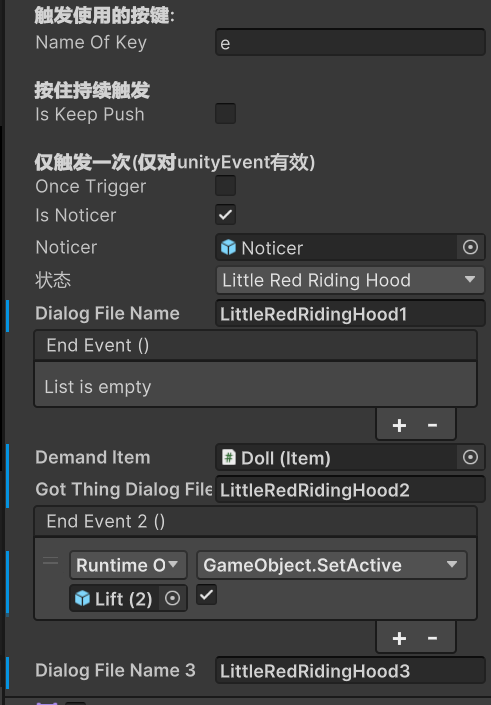 触发使用的按键:
Name Of Key e
按住持续触发
Is Keep Push
仅触发一次(仅对unityEvent有效)
Once Trigger
Is Noticer
Noticer Noticer
状态 Little Red Riding Hood
Dialog File Name LittleRedRidingHood1
End Event ()
List is empty
+ -
Demand Item Doll (Item)
Got Thing Dialog File LittleRedRidingHood2
End Event 2 ()
Runtime O GameObject.SetActive
Lift (2)
+ -
Dialog File Name 3 LittleRedRidingHood3